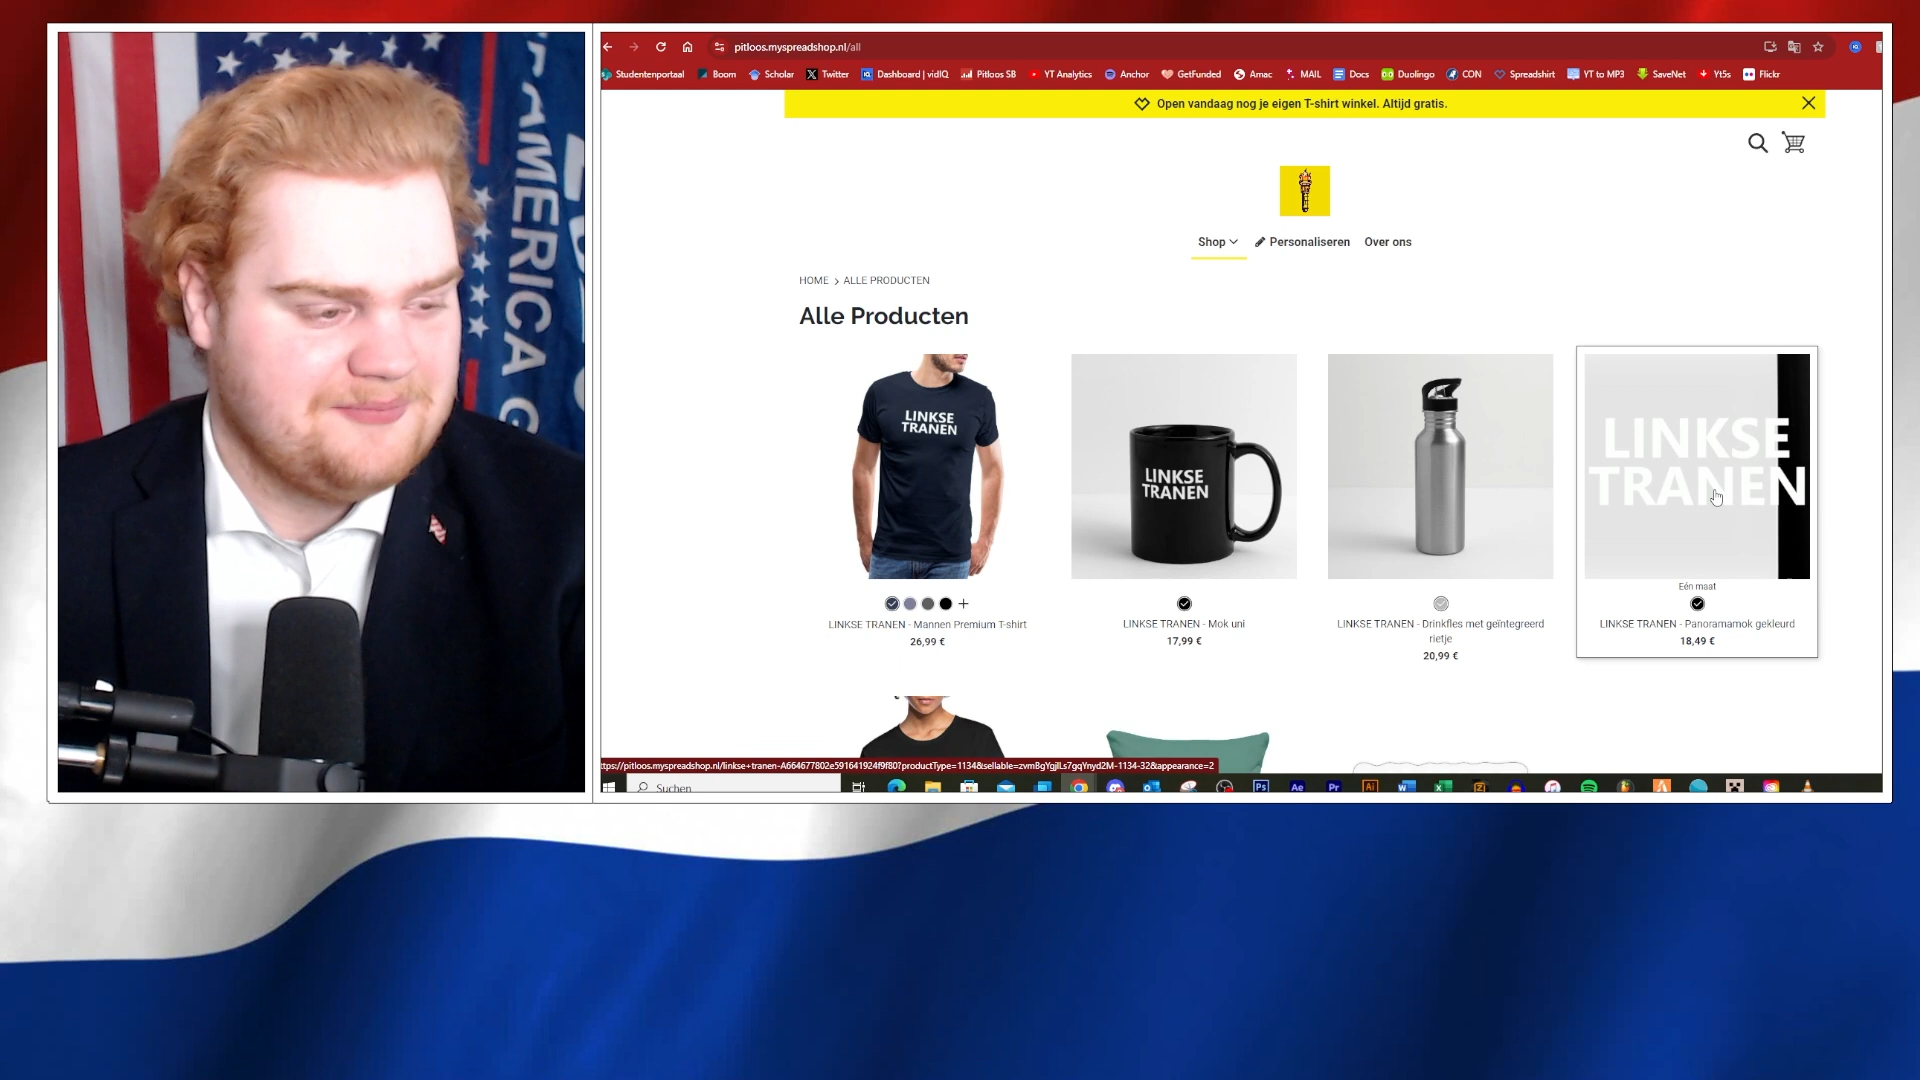 AMERICA
pitloos.myspreadshop.nl/all
Studentenportaal Boom Scholar Twitter Dashboard | vidIQ Pitloos SB YT Analytics Anchor GetFunded Amac MAIL Docs Duolingo CON Spreadshirt YT to MP3 SaveNet Yt5s Flickr
Open vandaag nog je eigen T-shirt winkel. Altijd gratis.
Shop Personaliseren Over ons
HOME > ALLE PRODUCTEN
Alle Producten
LINKSE
TRANEN
LINKSE
TRANEN
LINKSE
TRANEN
Eén maat
LINKSE TRANEN - Mannen Premium T-shirt
26,99 €
LINKSE TRANEN - Mok uni
17,99 €
LINKSE TRANEN - Drinkfles met geïntegreerd
rietje
20,99 €
LINKSE TRANEN - Panoramamok gekleurd
18,49 €
Suchen